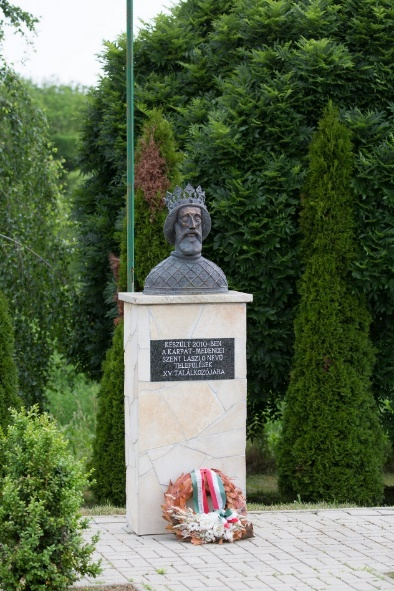 KÉSZÜLT 2010-BEN
A KÁRPÁT-MEDENCEI
SZENT LÁSZLÓ NEVŰ
TELEPÜLÉSEK
XV. TALÁLKOZÓJÁRA